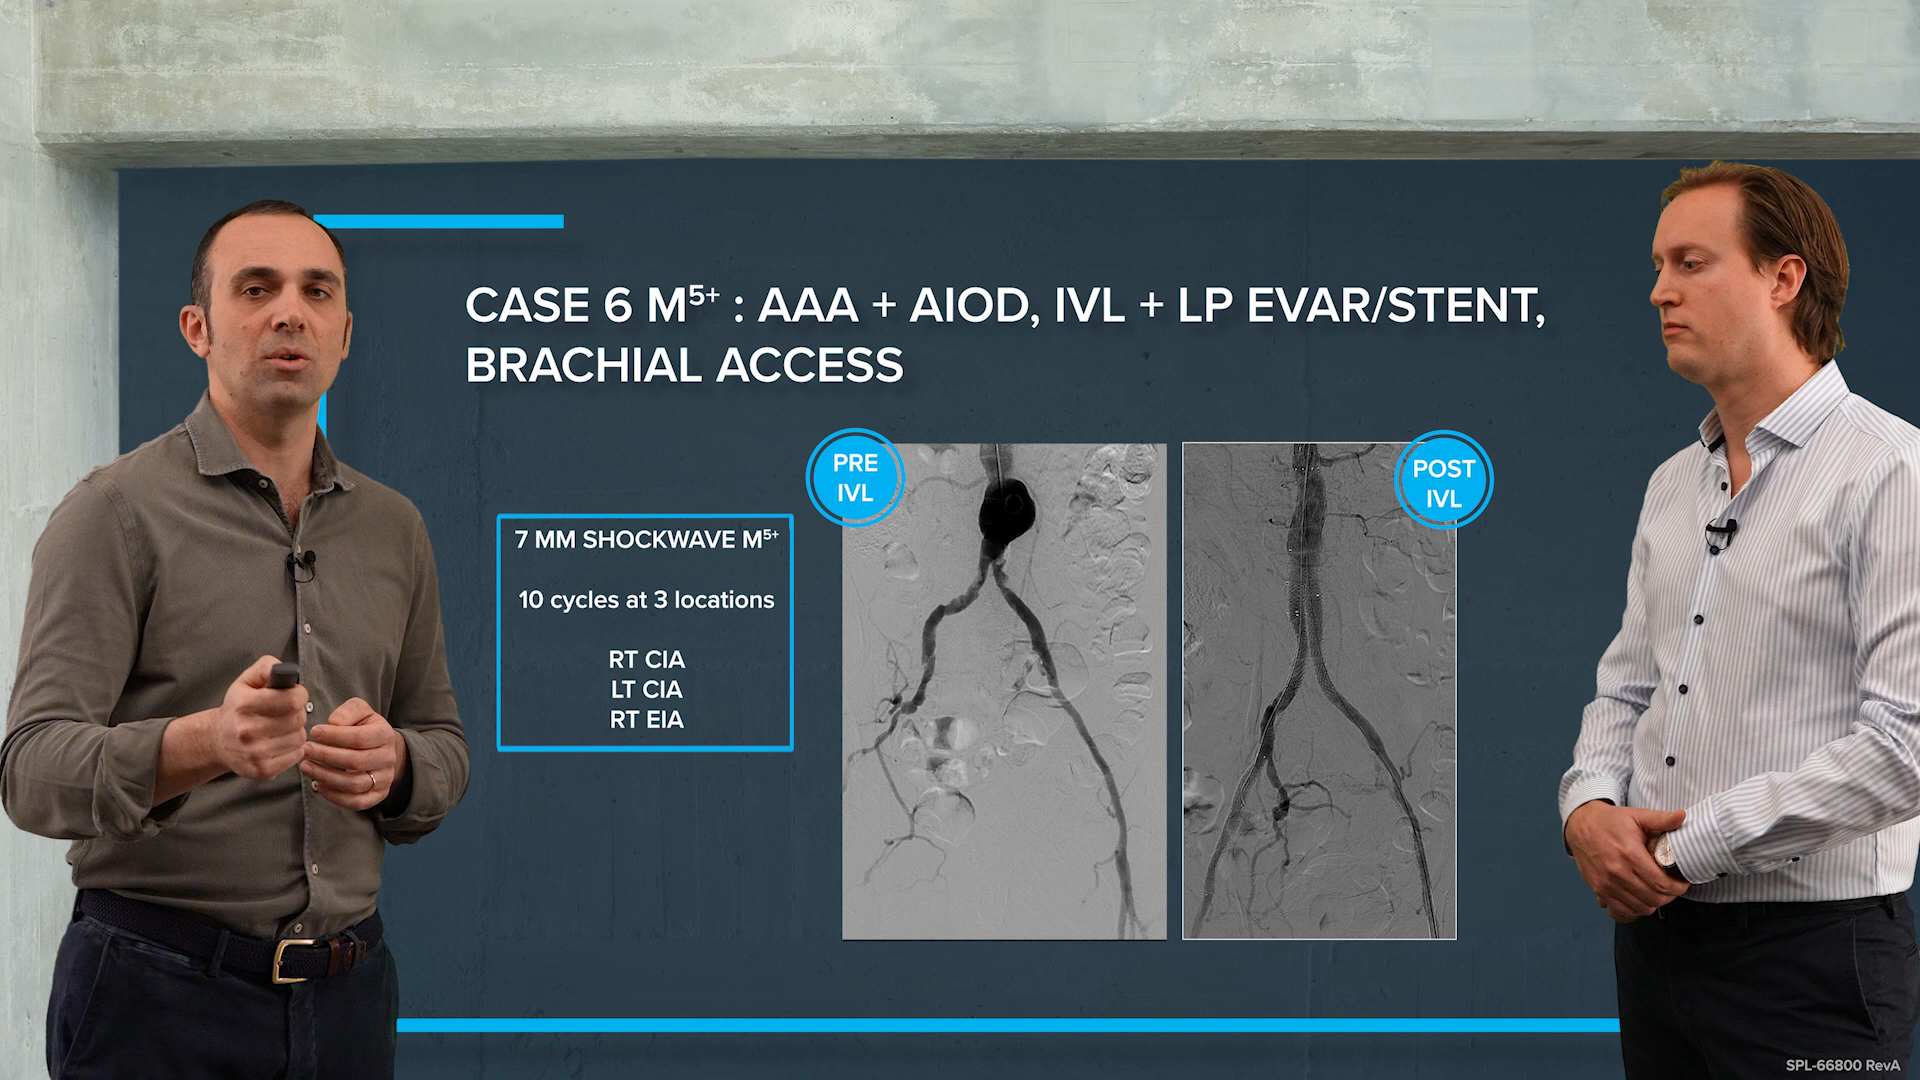 CASE 6 M⁵⁺ : AAA + AIOD, IVL + LP EVAR/STENT,
BRACHIAL ACCESS
7 MM SHOCKWAVE M⁵⁺
10 cycles at 3 locations
RT CIA
LT CIA
RT EIA
PRE
IVL
POST
IVL
SPL-66800 RevA